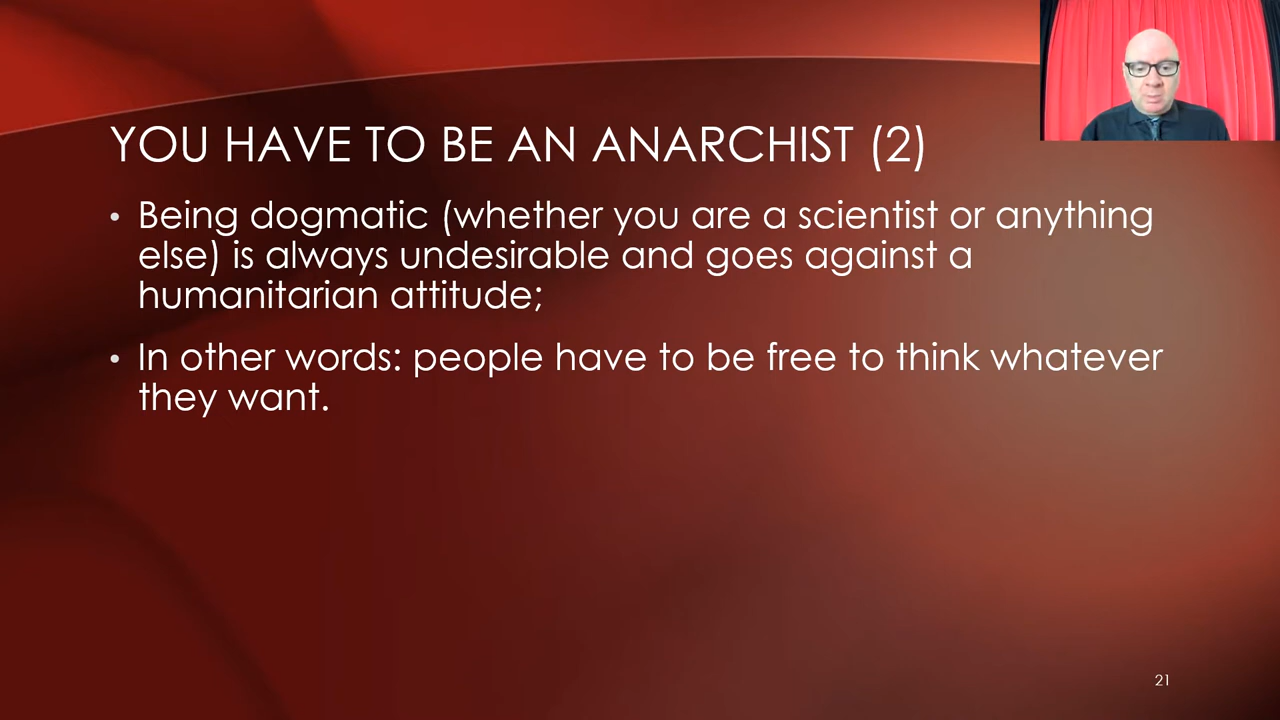 YOU HAVE TO BE AN ANARCHIST (2)
• Being dogmatic (whether you are a scientist or anything
else) is always undesirable and goes against a
humanitarian attitude;
• In other words: people have to be free to think whatever
they want.
21